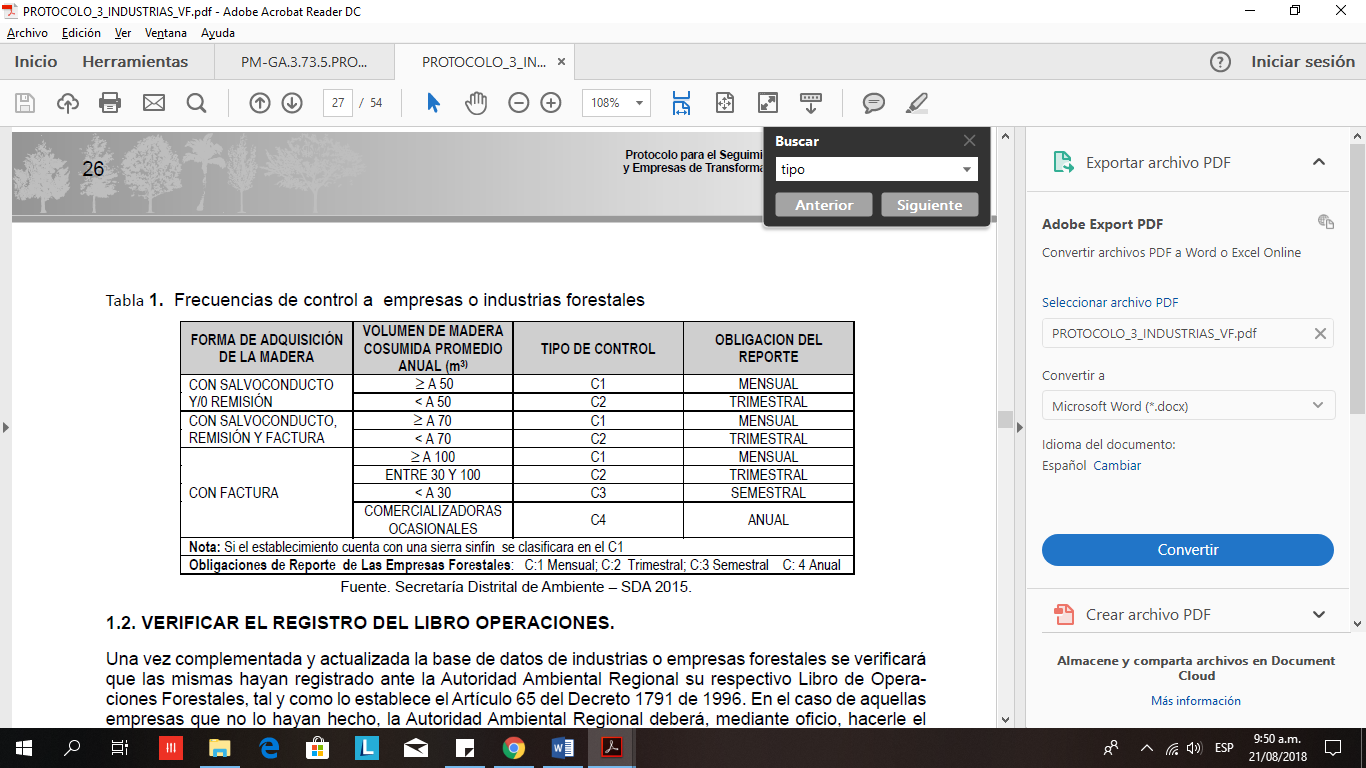 PROTOCOLO_3_INDUSTRIAS_VF.pdf - Adobe Acrobat Reader DC
Archivo Edición Ver Ventana Ayuda
Inicio Herramientas PM-GA.3.73.5.PRO... PROTOCOLO_3_IN... × Iniciar sesión
27 / 54 108%
26
Protocolo para el Seguimi
y Empresas de Transforma
Buscar
tipo
Anterior Siguiente
Tabla 1. Frecuencias de control a empresas o industrias forestales
FORMA DE ADQUISICIÓN
DE LA MADERA
VOLUMEN DE MADERA
COSUMIDA PROMEDIO
ANUAL (m³)
TIPO DE CONTROL
OBLIGACION DEL
REPORTE
CON SALVOCONDUCTO
Y/0 REMISIÓN
≥ A 50 C1 MENSUAL
< A 50 C2 TRIMESTRAL
CON SALVOCONDUCTO,
REMISIÓN Y FACTURA
≥ A 70 C1 MENSUAL
< A 70 C2 TRIMESTRAL
CON FACTURA
≥ A 100 C1 MENSUAL
ENTRE 30 Y 100 C2 TRIMESTRAL
< A 30 C3 SEMESTRAL
COMERCIALIZADORAS
OCASIONALES
C4 ANUAL
Nota: Si el establecimiento cuenta con una sierra sinfín se clasificara en el C1
Obligaciones de Reporte de Las Empresas Forestales: C:1 Mensual; C:2 Trimestral; C:3 Semestral C: 4 Anual
Fuente. Secretaría Distrital de Ambiente – SDA 2015.
1.2. VERIFICAR EL REGISTRO DEL LIBRO OPERACIONES.
Una vez complementada y actualizada la base de datos de industrias o empresas forestales se verificará
que las mismas hayan registrado ante la Autoridad Ambiental Regional su respectivo Libro de Opera-
ciones Forestales, tal y como lo establece el Artículo 65 del Decreto 1791 de 1996. En el caso de aquellas
empresas que no lo hayan hecho, la Autoridad Ambiental Regional deberá, mediante oficio, hacerle el
Exportar archivo PDF
Adobe Export PDF
Convertir archivos PDF a Word o Excel Online
Seleccionar archivo PDF
PROTOCOLO_3_INDUSTRIAS_VF.pdf
Convertir a
Microsoft Word (*.docx)
Idioma del documento:
Español Cambiar
Convertir
Crear archivo PDF
Almacene y comparta archivos en Document
Cloud
Más información
ESP
9:50 a.m.
21/08/2018